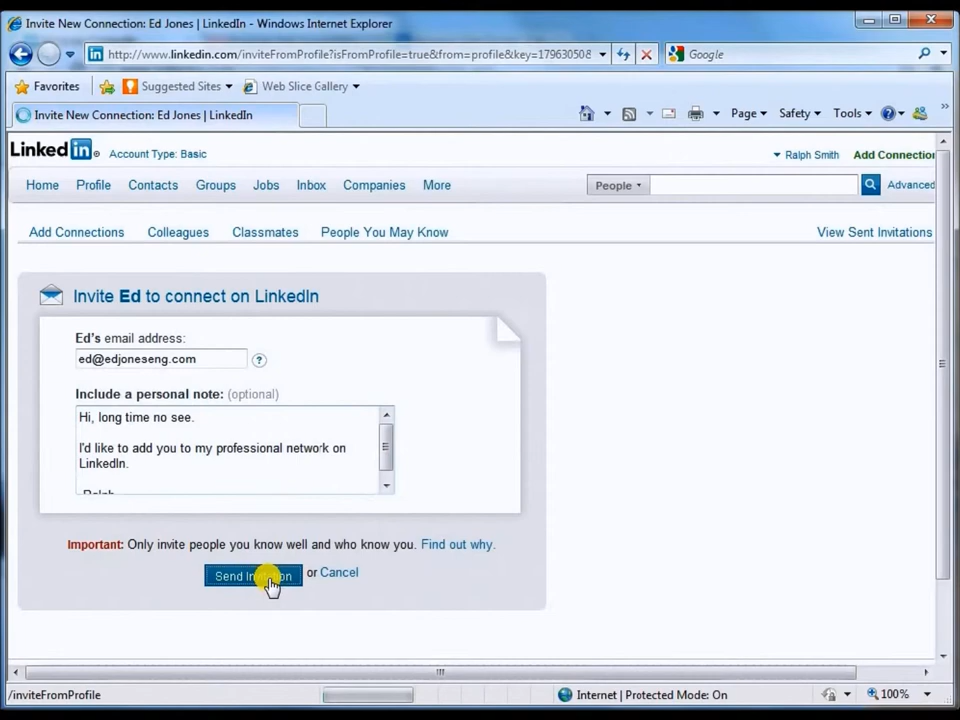 Invite New Connection: Ed Jones | LinkedIn - Windows Internet Explorer
http://www.linkedin.com/inviteFromProfile?isFromProfile=true&from=profile&key=179630508
Google
Favorites Suggested Sites Web Slice Gallery
Invite New Connection: Ed Jones | LinkedIn
Page Safety Tools
Linked in Account Type: Basic
Ralph Smith Add Connection
Home Profile Contacts Groups Jobs Inbox Companies More
People Advanced
Add Connections Colleagues Classmates People You May Know
View Sent Invitations
Invite Ed to connect on LinkedIn
Ed's email address:
ed@edjoneseng.com
Include a personal note: (optional)
Hi, long time no see.
I'd like to add you to my professional network on
LinkedIn.
Important: Only invite people you know well and who know you. Find out why.
Send Invitation or Cancel
/inviteFromProfile
Internet | Protected Mode: On
100%